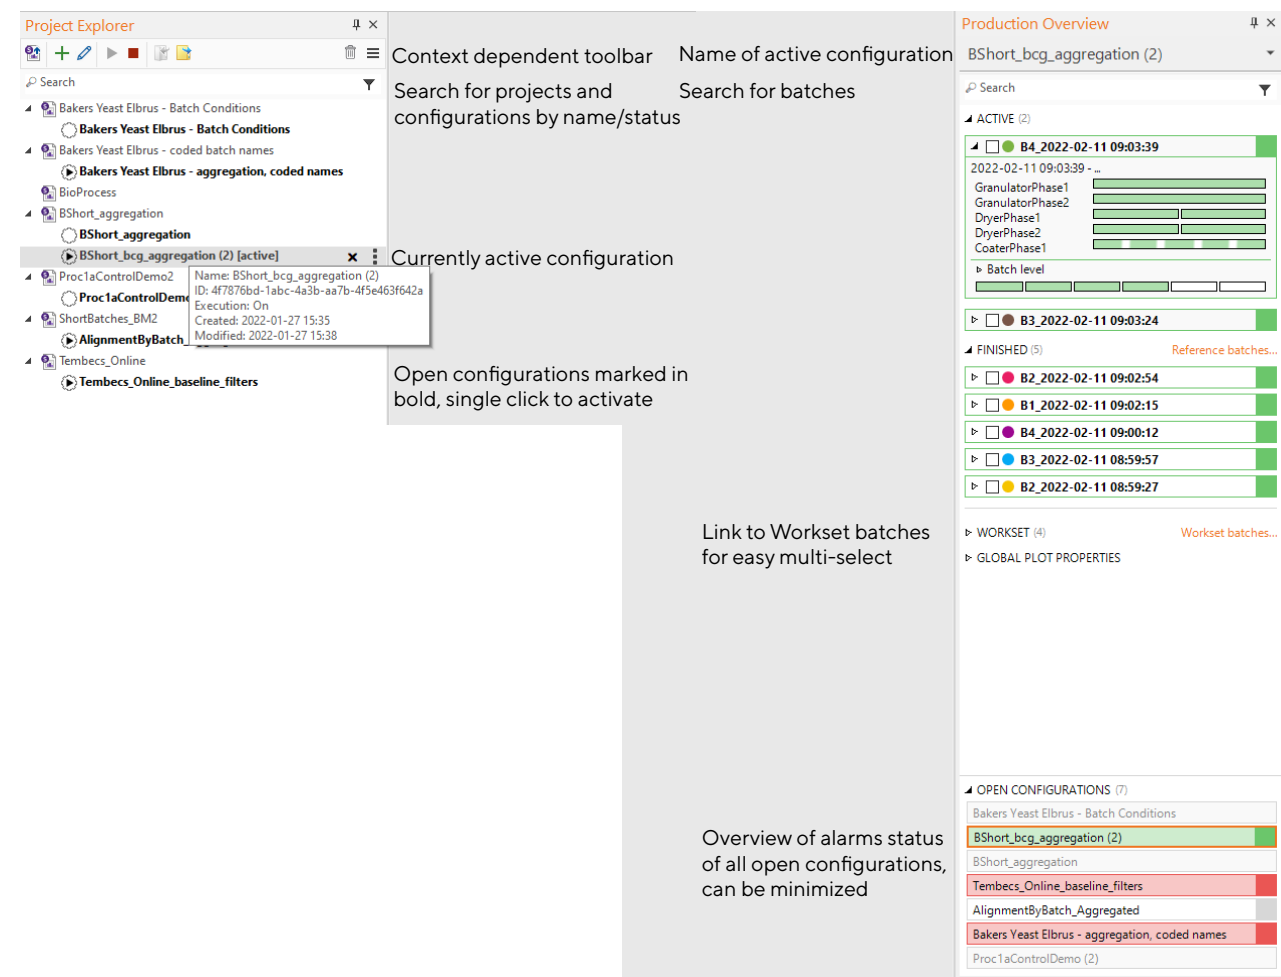 Project Explorer
Search
Bakers Yeast Elbrus - Batch Conditions
Bakers Yeast Elbrus - Batch Conditions
Bakers Yeast Elbrus - coded batch names
Bakers Yeast Elbrus - aggregation, coded names
BioProcess
BShort_aggregation
BShort_aggregation
BShort_bcg_aggregation (2) [active]
Proc1aControlDemo2
Proc1aControlDemo
ShortBatches_BM2
AlignmentByBatch_
Tembecs_Online
Tembecs_Online_baseline_filters
Name: BShort_bcg_aggregation (2)
ID: 4f7876bd-1abc-4a3b-aa7b-4f5e463f642a
Execution: On
Created: 2022-01-27 15:35
Modified: 2022-01-27 15:38
Context dependent toolbar
Search for projects and
configurations by name/status
Currently active configuration
Open configurations marked in
bold, single click to activate
Name of active configuration
Search for batches
Link to Workset batches
for easy multi-select
Overview of alarms status
of all open configurations,
can be minimized
Production Overview
BShort_bcg_aggregation (2)
Search
ACTIVE (2)
B4_2022-02-11 09:03:39
2022-02-11 09:03:39 - ...
GranulatorPhase1
GranulatorPhase2
DryerPhase1
DryerPhase2
CoaterPhase1
Batch level
B3_2022-02-11 09:03:24
FINISHED (5) Reference batches...
B2_2022-02-11 09:02:54
B1_2022-02-11 09:02:15
B4_2022-02-11 09:00:12
B3_2022-02-11 08:59:57
B2_2022-02-11 08:59:27
WORKSET (4) Workset batches...
GLOBAL PLOT PROPERTIES
OPEN CONFIGURATIONS (7)
Bakers Yeast Elbrus - Batch Conditions
BShort_bcg_aggregation (2)
BShort_aggregation
Tembecs_Online_baseline_filters
AlignmentByBatch_Aggregated
Bakers Yeast Elbrus - aggregation, coded names
Proc1aControlDemo (2)